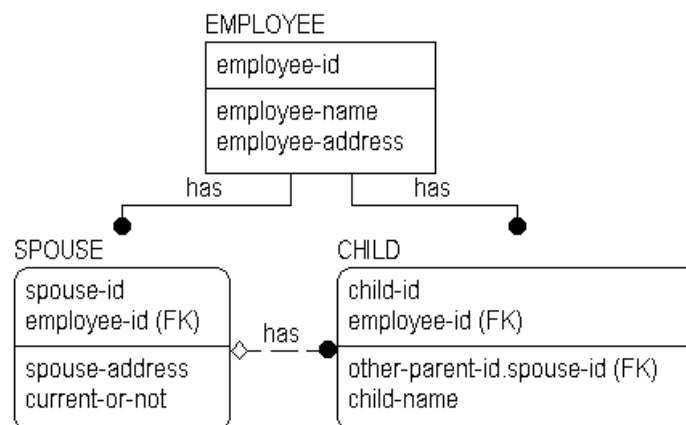 EMPLOYEE
employee-id
employee-name
employee-address
has
has
SPOUSE
spouse-id
employee-id (FK)
spouse-address
current-or-not
has
CHILD
child-id
employee-id (FK)
other-parent-id.spouse-id (FK)
child-name